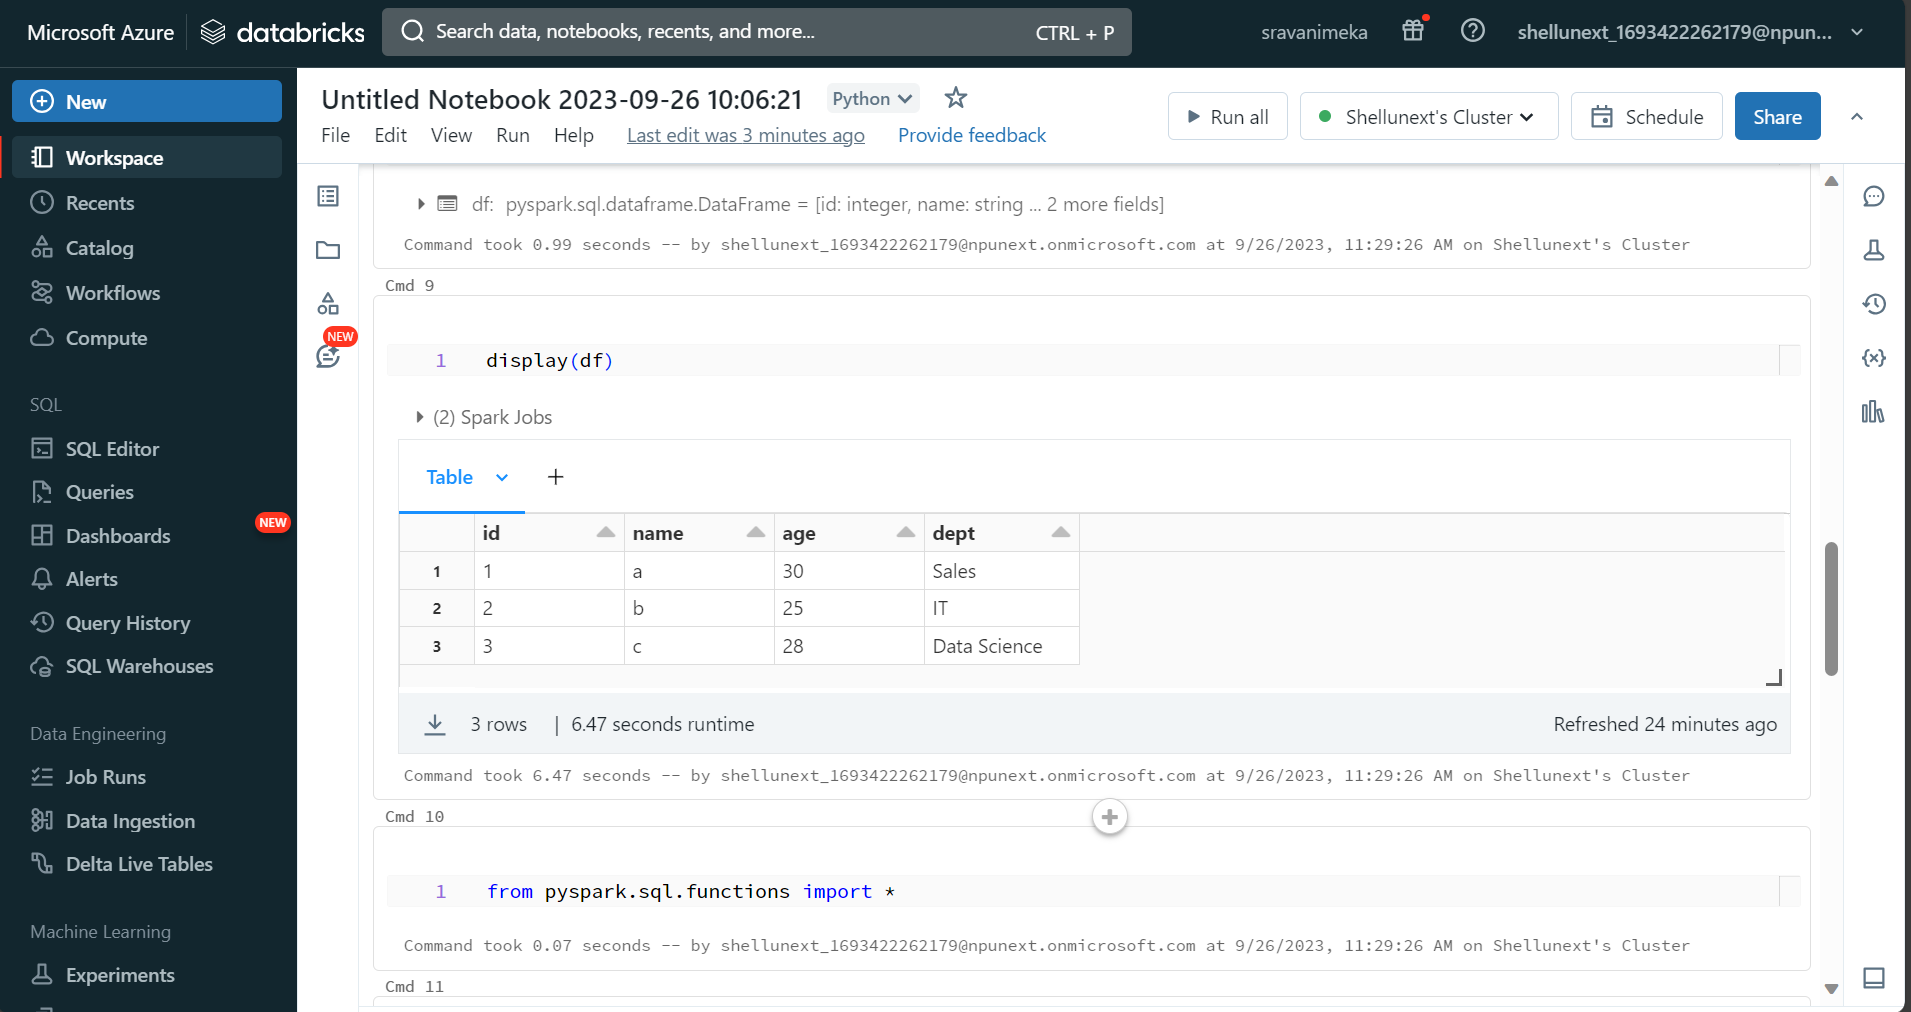 Microsoft Azure databricks Search data, notebooks, recents, and more... CTRL + P sravanimeka shellunext_1693422262179@npun...
New
Workspace
Recents
Catalog
Workflows
Compute
SQL
SQL Editor
Queries
Dashboards NEW
Alerts
Query History
SQL Warehouses
Data Engineering
Job Runs
Data Ingestion
Delta Live Tables
Machine Learning
Experiments
Untitled Notebook 2023-09-26 10:06:21 Python
File Edit View Run Help Last edit was 3 minutes ago Provide feedback
Run all Shellunext's Cluster Schedule Share
NEW
df: pyspark.sql.dataframe.DataFrame = [id: integer, name: string ... 2 more fields]
Command took 0.99 seconds -- by shellunext_1693422262179@npunext.onmicrosoft.com at 9/26/2023, 11:29:26 AM on Shellunext's Cluster
Cmd 9
1 display(df)
(2) Spark Jobs
Table +
id name age dept
1 1 a 30 Sales
2 2 b 25 IT
3 3 c 28 Data Science
3 rows | 6.47 seconds runtime Refreshed 24 minutes ago
Command took 6.47 seconds -- by shellunext_1693422262179@npunext.onmicrosoft.com at 9/26/2023, 11:29:26 AM on Shellunext's Cluster
Cmd 10
1 from pyspark.sql.functions import *
Command took 0.07 seconds -- by shellunext_1693422262179@npunext.onmicrosoft.com at 9/26/2023, 11:29:26 AM on Shellunext's Cluster
Cmd 11